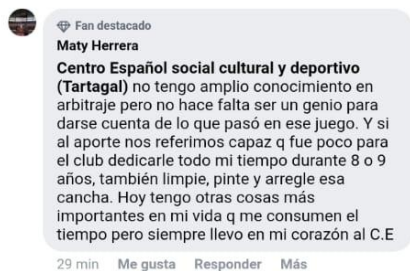 Fan destacado
Maty Herrera
Centro Español social cultural y deportivo
(Tartagal) no tengo amplio conocimiento en
arbitraje pero no hace falta ser un genio para
darse cuenta de lo que pasó en ese juego. Y si
al aporte nos referimos capaz q fue poco para
el club dedicarle todo mi tiempo durante 8 o 9
años, también limpie, pinte y arregle esa
cancha. Hoy tengo otras cosas más
importantes en mi vida q me consumen el
tiempo pero siempre llevo en mi corazón al C.E
29 min Me gusta Responder Más